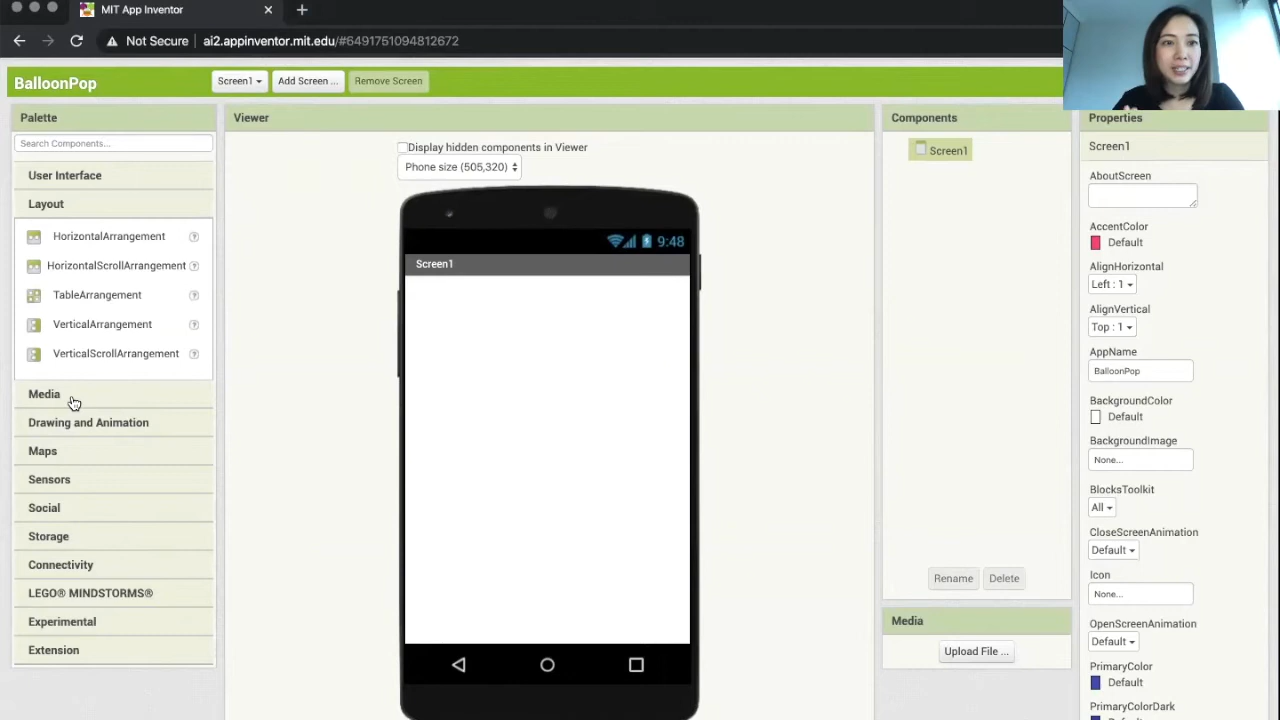 MIT App Inventor
Not Secure ai2.appinventor.mit.edu/#6491751094812672
BalloonPop
Screen1
Add Screen ...
Remove Screen
Palette
Search Components...
User Interface
Layout
HorizontalArrangement
HorizontalScrollArrangement
TableArrangement
VerticalArrangement
VerticalScrollArrangement
Media
Drawing and Animation
Maps
Sensors
Social
Storage
Connectivity
LEGO® MINDSTORMS®
Experimental
Extension
Viewer
Display hidden components in Viewer
Phone size (505,320)
9:48
Screen1
Components
Screen1
Rename
Delete
Media
Upload File ...
Properties
Screen1
AboutScreen
AccentColor
Default
AlignHorizontal
Left : 1
AlignVertical
Top : 1
AppName
BalloonPop
BackgroundColor
Default
BackgroundImage
None...
BlocksToolkit
All
CloseScreenAnimation
Default
Icon
None...
OpenScreenAnimation
Default
PrimaryColor
Default
PrimaryColorDark